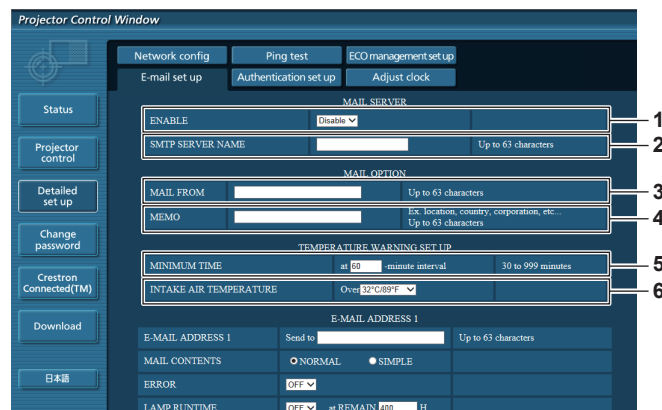 Projector Control Window
Network config Ping test ECO management set up
E-mail set up Authentication set up Adjust clock
Status
Projector control
Detailed set up
Change password
Crestron Connected(TM)
Download
日本語
MAIL SERVER
ENABLE Disable 1
SMTP SERVER NAME Up to 63 characters 2
MAIL OPTION
MAIL FROM Up to 63 characters 3
MEMO Ex. location, country, corporation, etc...
Up to 63 characters 4
TEMPERATURE WARNING SET UP
MINIMUM TIME at 60 -minute interval 30 to 999 minutes 5
INTAKE AIR TEMPERATURE Over 32°C/89°F 6
E-MAIL ADDRESS 1
E-MAIL ADDRESS 1 Send to Up to 63 characters
MAIL CONTENTS NORMAL SIMPLE
ERROR OFF
LAMP RUNTIME OFF at REMAIN 400 H